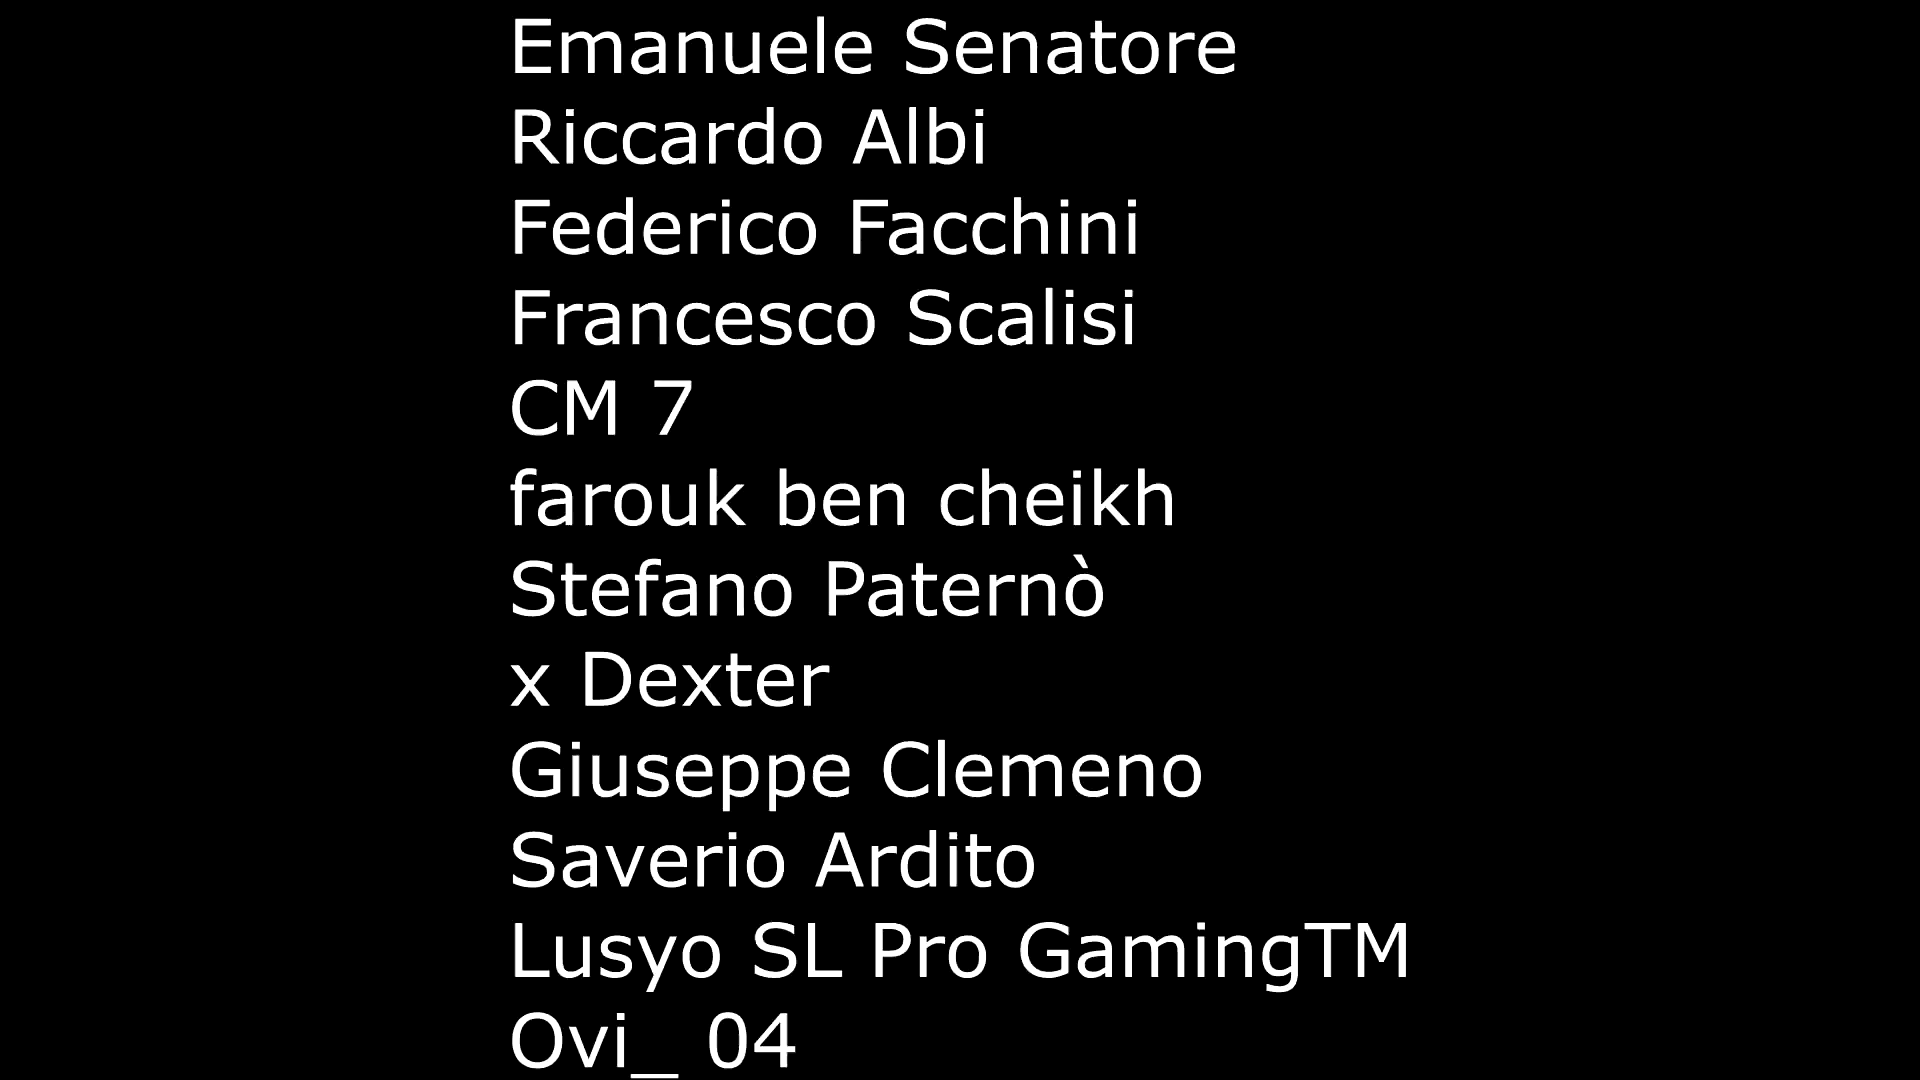 Emanuele Senatore
Riccardo Albi
Federico Facchini
Francesco Scalisi
CM 7
farouk ben cheikh
Stefano Paternò
x Dexter
Giuseppe Clemeno
Saverio Ardito
Lusyo SL Pro GamingTM
Ovi_ 04